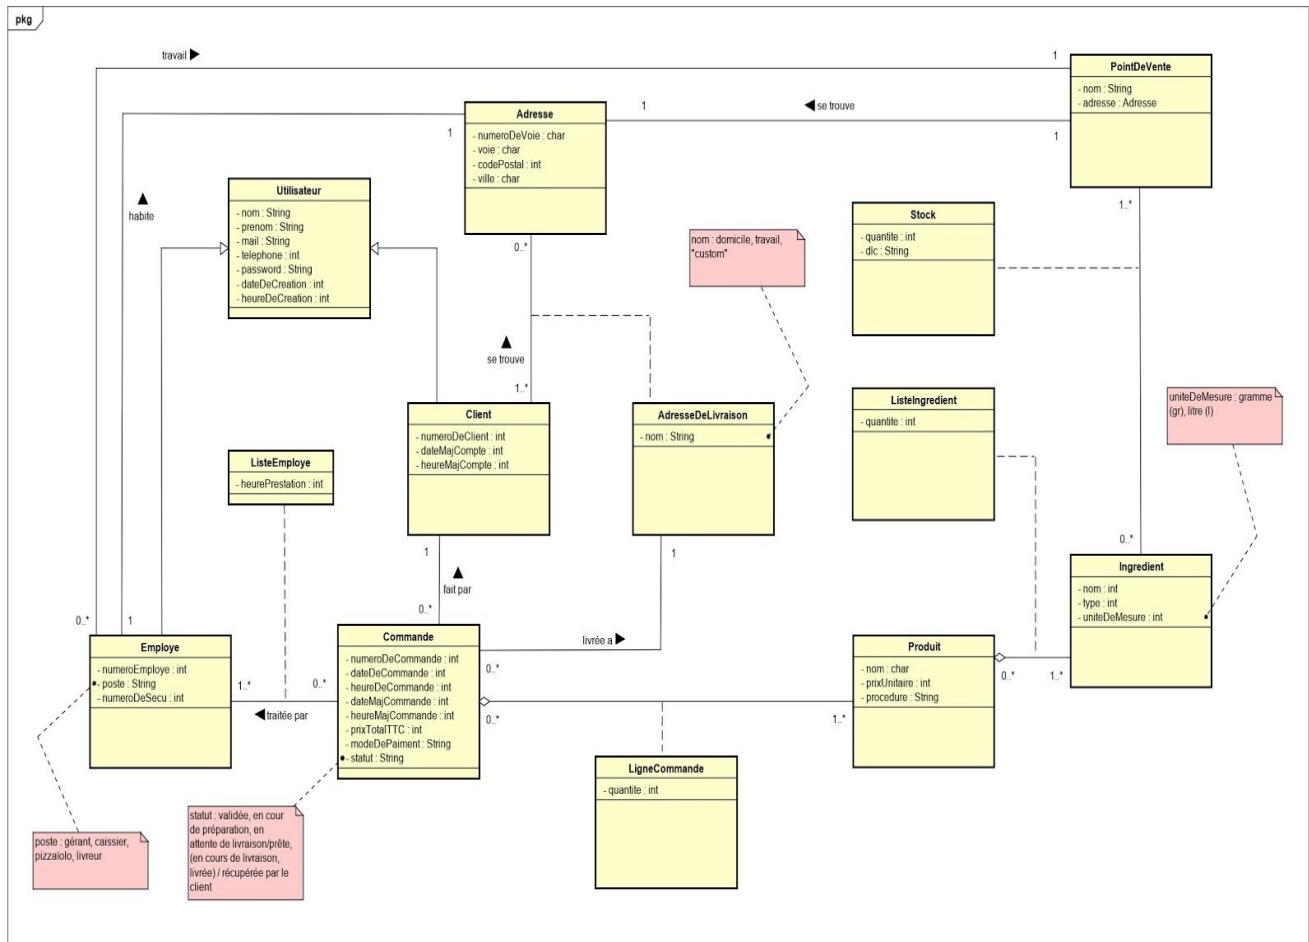 pkg
travail ▶
1
PointDeVente
- nom : String
- adresse : Adresse
1
◀ se trouve
1
1
Adresse
- numeroDeVoie : char
- voie : char
- codePostal : int
- ville : char
▲
habite
Utilisateur
- nom : String
- prenom : String
- mail : String
- telephone : int
- password : String
- dateDeCreation : int
- heureDeCreation : int
1..*
Stock
- quantite : int
- dlc : String
nom : domicile, travail,
"custom"
0..*
▲
se trouve
1..*
Client
- numeroDeClient : int
- dateMajCompte : int
- heureMajCompte : int
AdresseDeLivraison
- nom : String
ListeIngredient
- quantite : int
uniteDeMesure : gramme
(gr), litre (l)
ListeEmploye
- heurePrestation : int
1
▲
fait par
0..*
1
0..*
Ingredient
- nom : int
- type : int
- uniteDeMesure : int
0..*
1
Employe
- numeroEmploye : int
- poste : String
- numeroDeSecu : int
1..*
0..*
◀ traitée par
Commande
- numeroDeCommande : int
- dateDeCommande : int
- heureDeCommande : int
- dateMajCommande : int
- heureMajCommande : int
- prixTotalTTC : int
- modeDePaiment : String
- statut : String
livrée a ▶
0..*
0..*
1..*
Produit
- nom : char
- prixUnitaire : int
- procedure : String
0..*
1..*
LigneCommande
- quantite : int
poste : gérant, caissier,
pizzaïolo, livreur
statut : validée, en cour
de préparation, en
attente de livraison/prête,
(en cours de livraison,
livrée) / récupérée par le
client